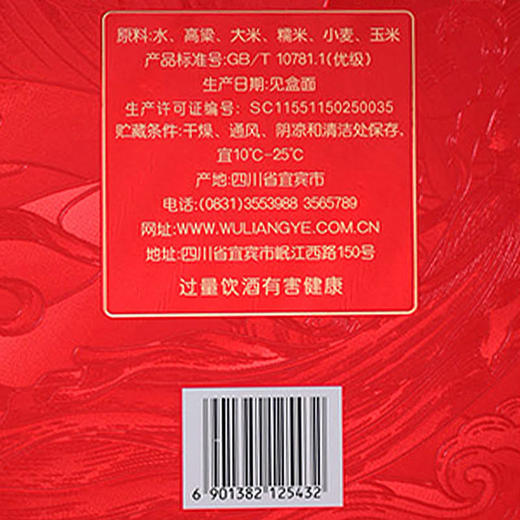 原料:水、高粱、大米、糯米、小麦、玉米
产品标准号:GB/T 10781.1(优级)
生产日期:见盒面
生产许可证编号: SC11551150250035
贮藏条件:干燥、通风、阴凉和清洁处保存,
宜10℃-25℃
产地:四川省宜宾市
电话:(0831)3553988 3565789
网址:WWW.WULIANGYE.COM.CN
地址:四川省宜宾市岷江西路150号
过量饮酒有害健康
6 901382 125432